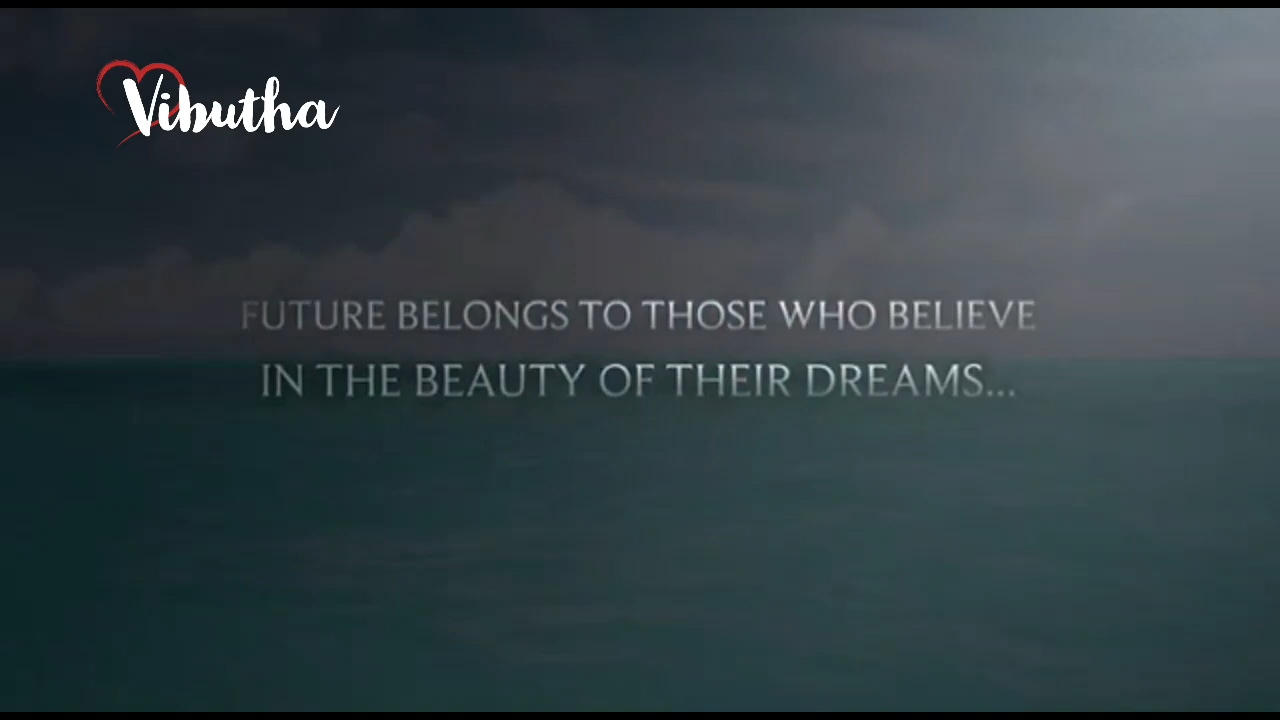 Vibutha
FUTURE BELONGS TO THOSE WHO BELIEVE
IN THE BEAUTY OF THEIR DREAMS...